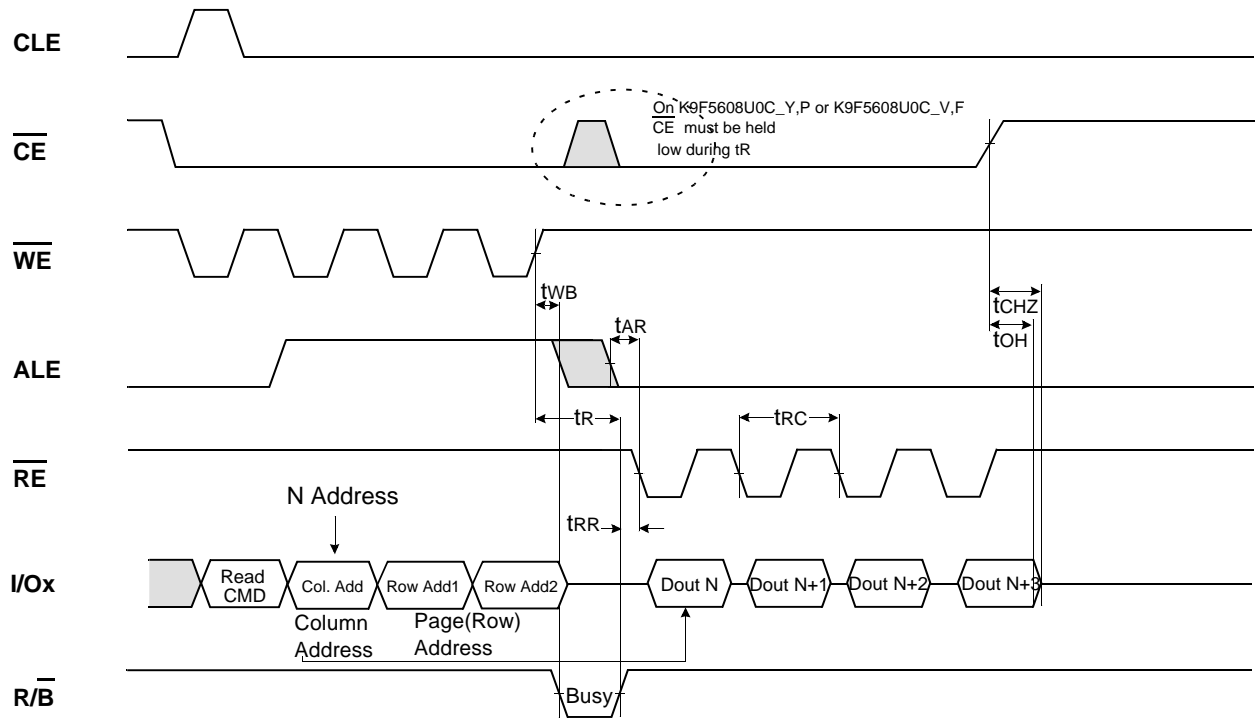 CLE
On K9F5608U0C_Y,P or K9F5608U0C_V,F
CE must be held
low during tR
CE
WE
tWB
tCHZ
tAR
tOH
ALE
tR
tRC
RE
N Address
tRR
I/Ox
Read
CMD
Col. Add
Row Add1
Row Add2
Dout N
Dout N+1
Dout N+2
Dout N+3
Column
Address
Page(Row)
Address
R/B
Busy